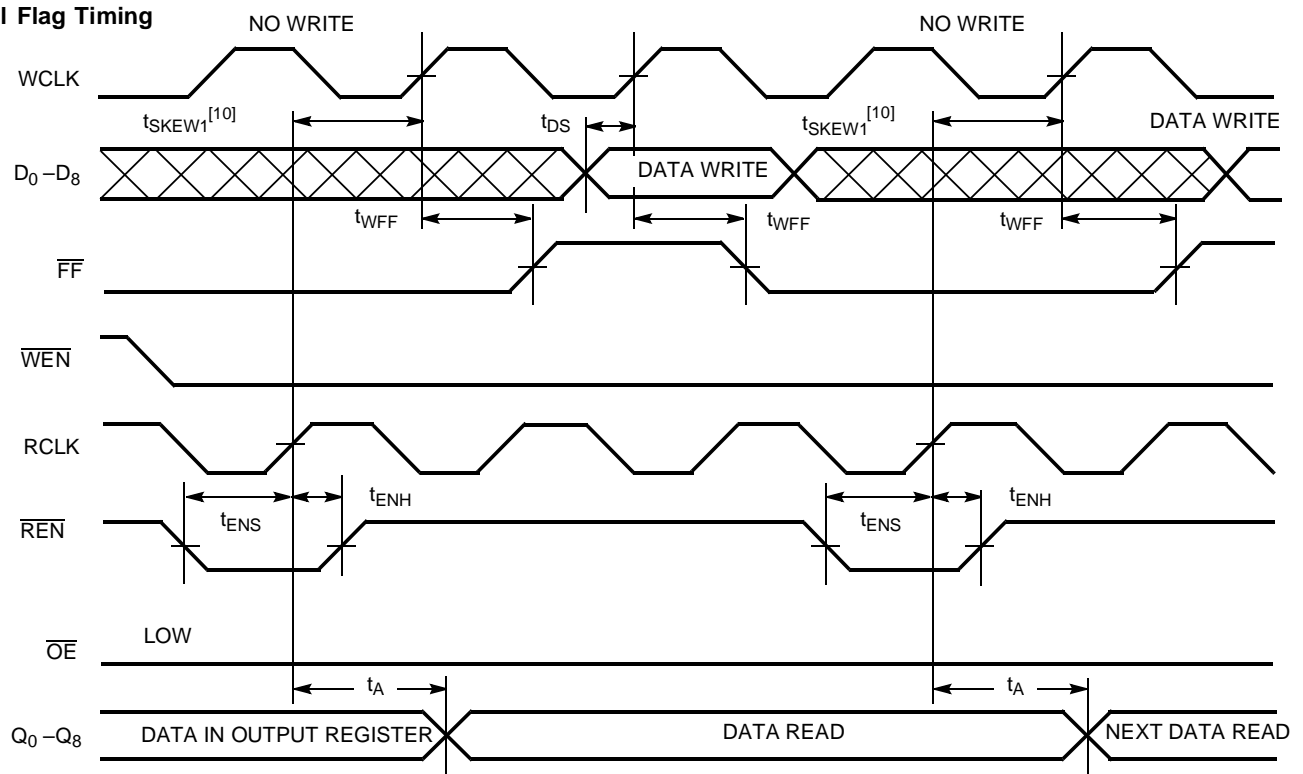 l Flag Timing
NO WRITE
NO WRITE
WCLK
tSKEW1[10]
tDS
tSKEW1[10]
DATA WRITE
D0 –D8
DATA WRITE
tWFF
tWFF
tWFF
FF
WEN
RCLK
tENH
tENH
REN
tENS
tENS
LOW
OE
tA
tA
Q0 –Q8
DATA IN OUTPUT REGISTER
DATA READ
NEXT DATA READ